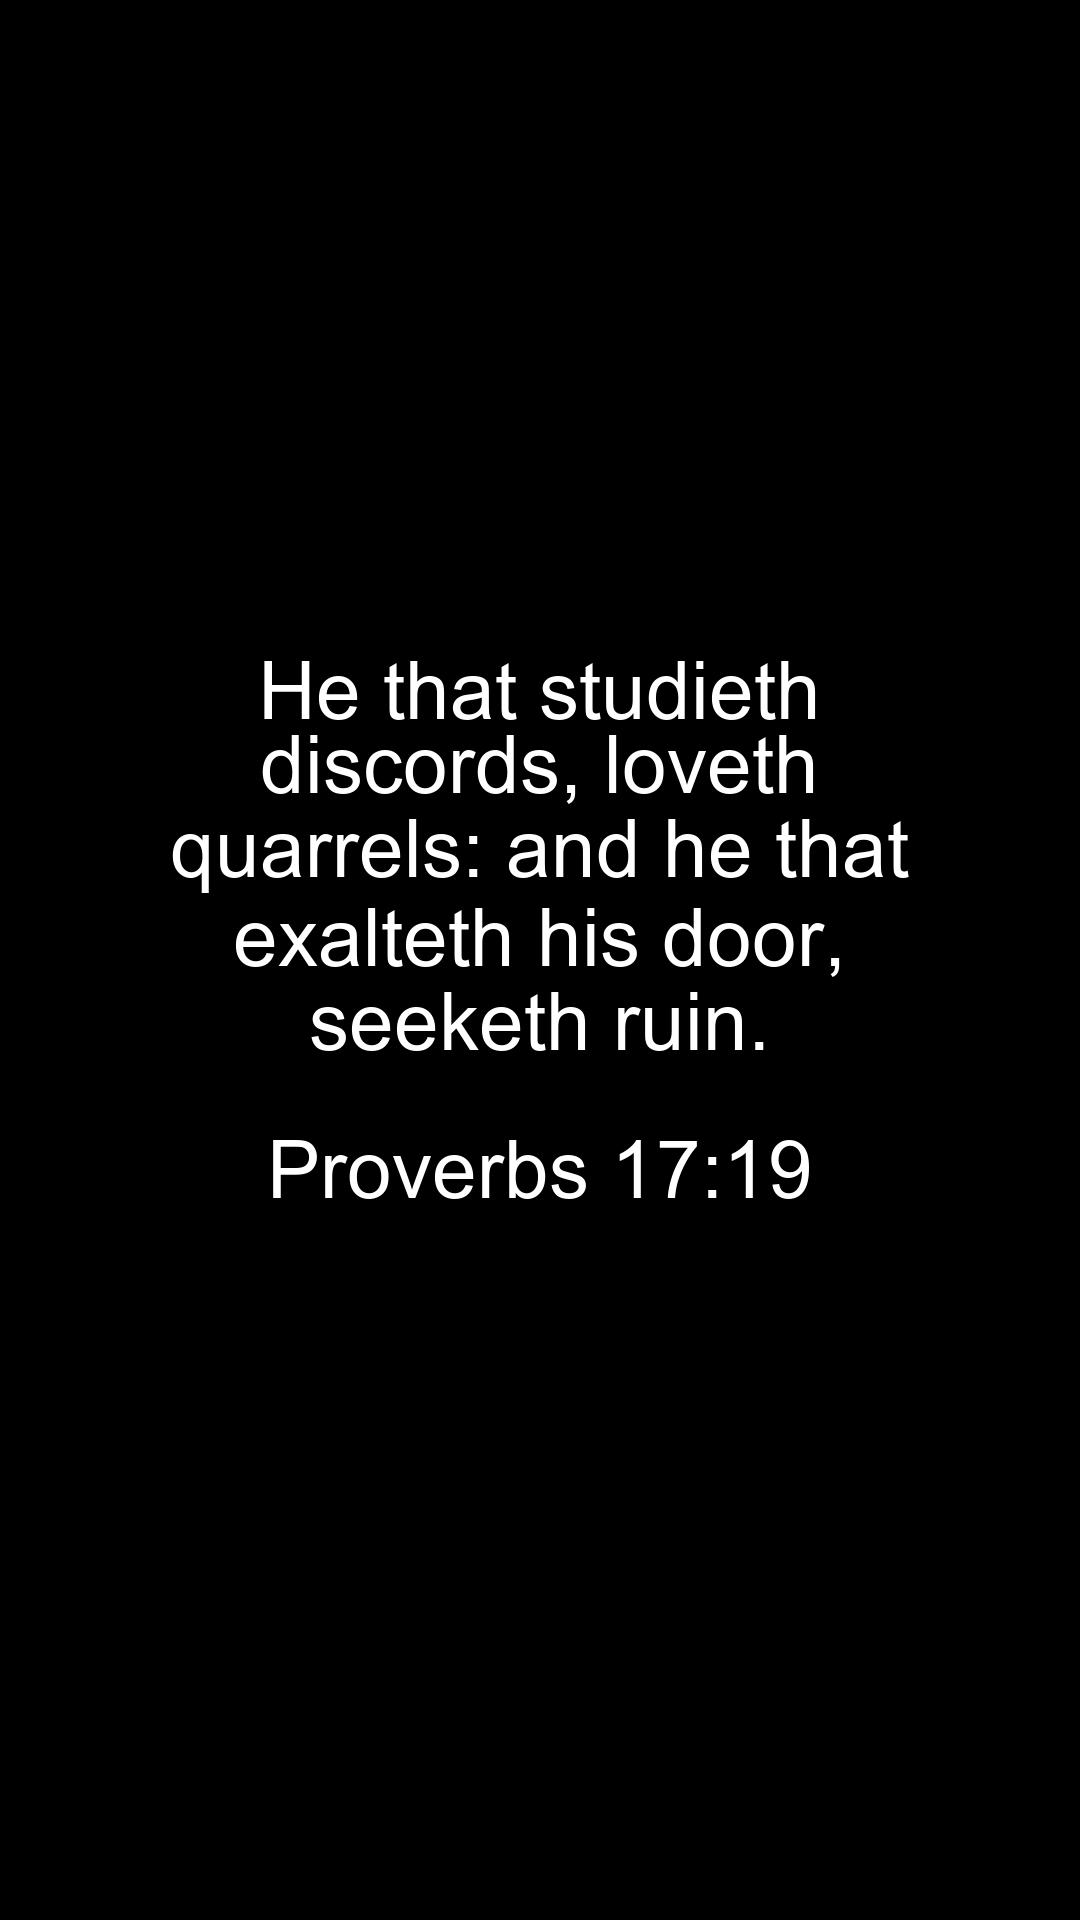 He that studieth
discords, loveth
quarrels: and he that
exalteth his door,
seeketh ruin.
Proverbs 17:19